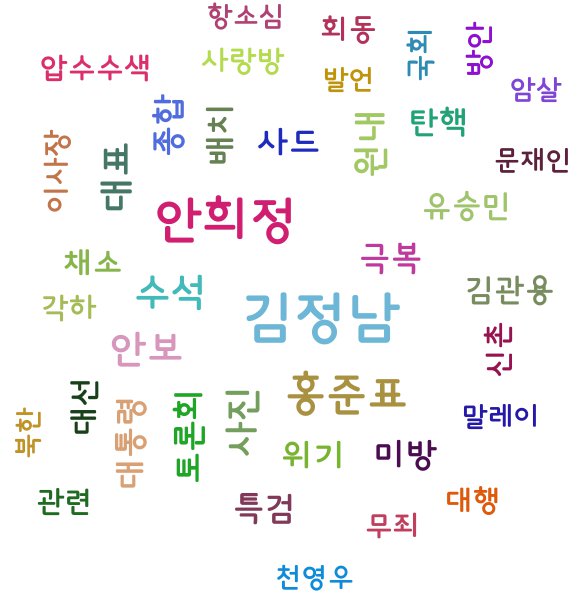 항소심
회동
국회
방안
압수수색
사랑방
발언
암살
종합
배치
사드
원내
탄핵
이사장
대표
문재인
안희정
유승민
채소
극복
각하
수석
김정남
김관용
안보
신촌
대선
홍준표
북한
대통령
토론회
사진
말레이
위기
미방
관련
특검
무죄
대행
천영우